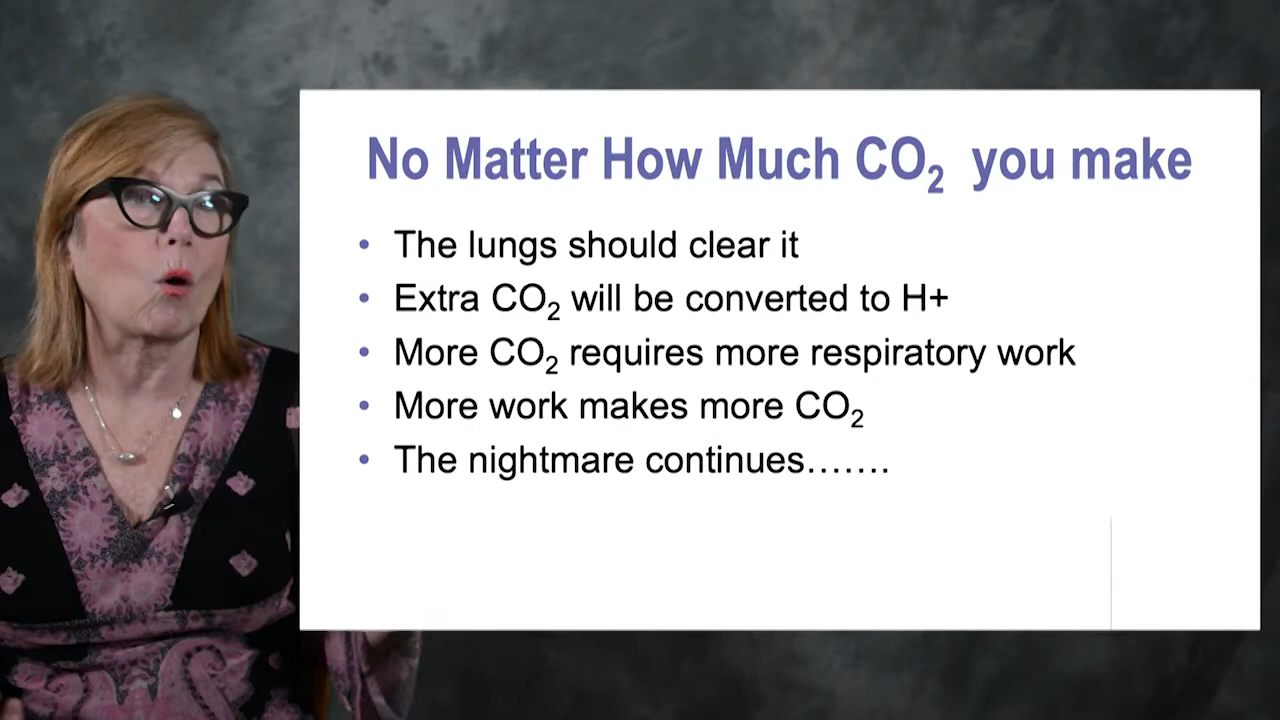 No Matter How Much CO₂ you make
• The lungs should clear it
• Extra CO₂ will be converted to H+
• More CO₂ requires more respiratory work
• More work makes more CO₂
• The nightmare continues.......